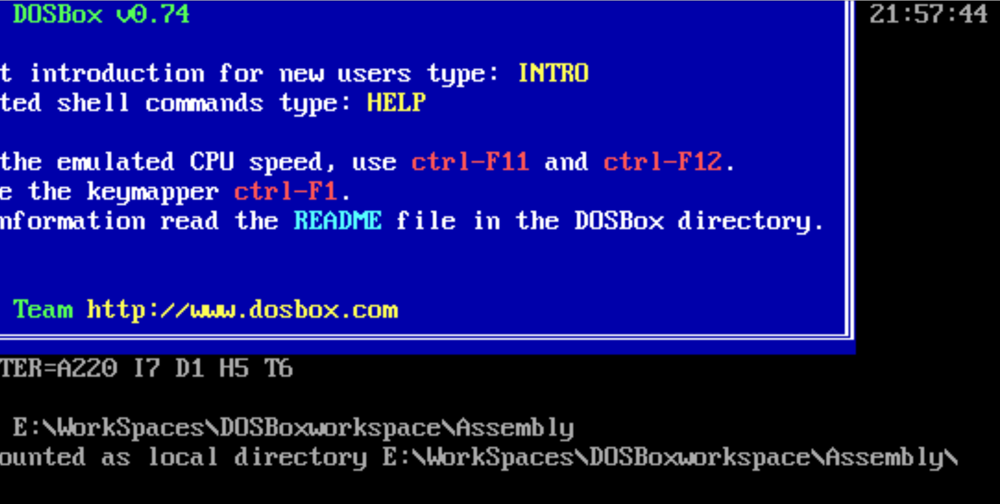 DOSBox v0.74 21:57:44
t introduction for new users type: INTRO
ted shell commands type: HELP
the emulated CPU speed, use ctrl-F11 and ctrl-F12.
e the keymapper ctrl-F1.
nformation read the README file in the DOSBox directory.
Team http://www.dosbox.com
TER=A220 I7 D1 H5 T6
E:\WorkSpaces\DOSBoxworkspace\Assembly
ounted as local directory E:\WorkSpaces\DOSBoxworkspace\Assembly\